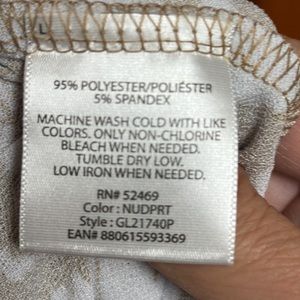 95% POLYESTER/POLIÉSTER
5% SPANDEX
MACHINE WASH COLD WITH LIKE
COLORS. ONLY NON-CHLORINE
BLEACH WHEN NEEDED.
TUMBLE DRY LOW.
LOW IRON WHEN NEEDED.
RN# 52469
Color : NUDPRT
Style : GL21740P
EAN# 880615593369